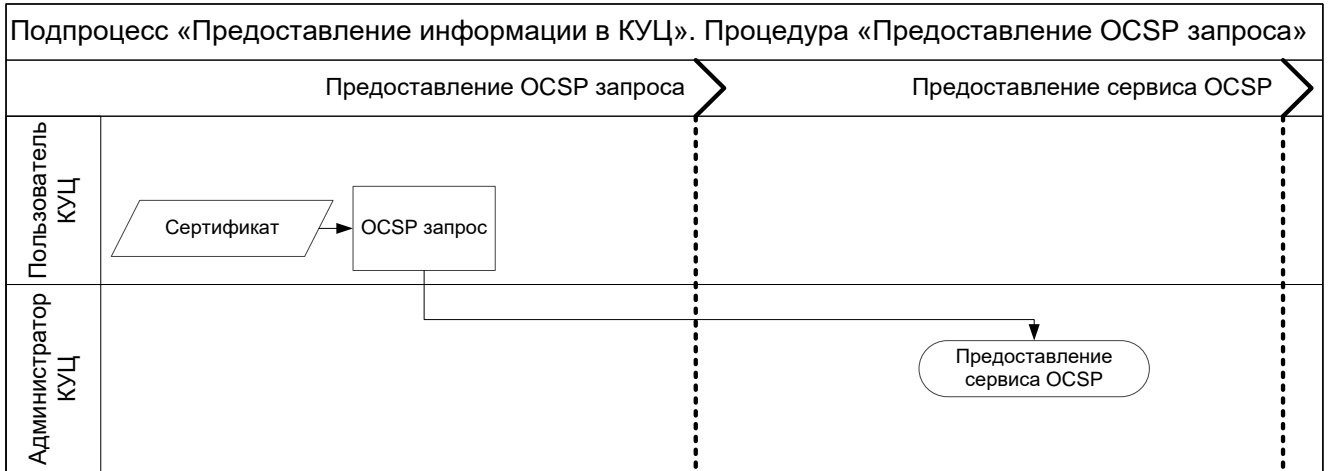 Подпроцесс «Предоставление информации в КУЦ». Процедура «Предоставление OCSP запроса»
Предоставление OCSP запроса
Предоставление сервиса OCSP
Пользователь
КУЦ
Сертификат
OCSP запрос
Администратор
КУЦ
Предоставление
сервиса OCSP